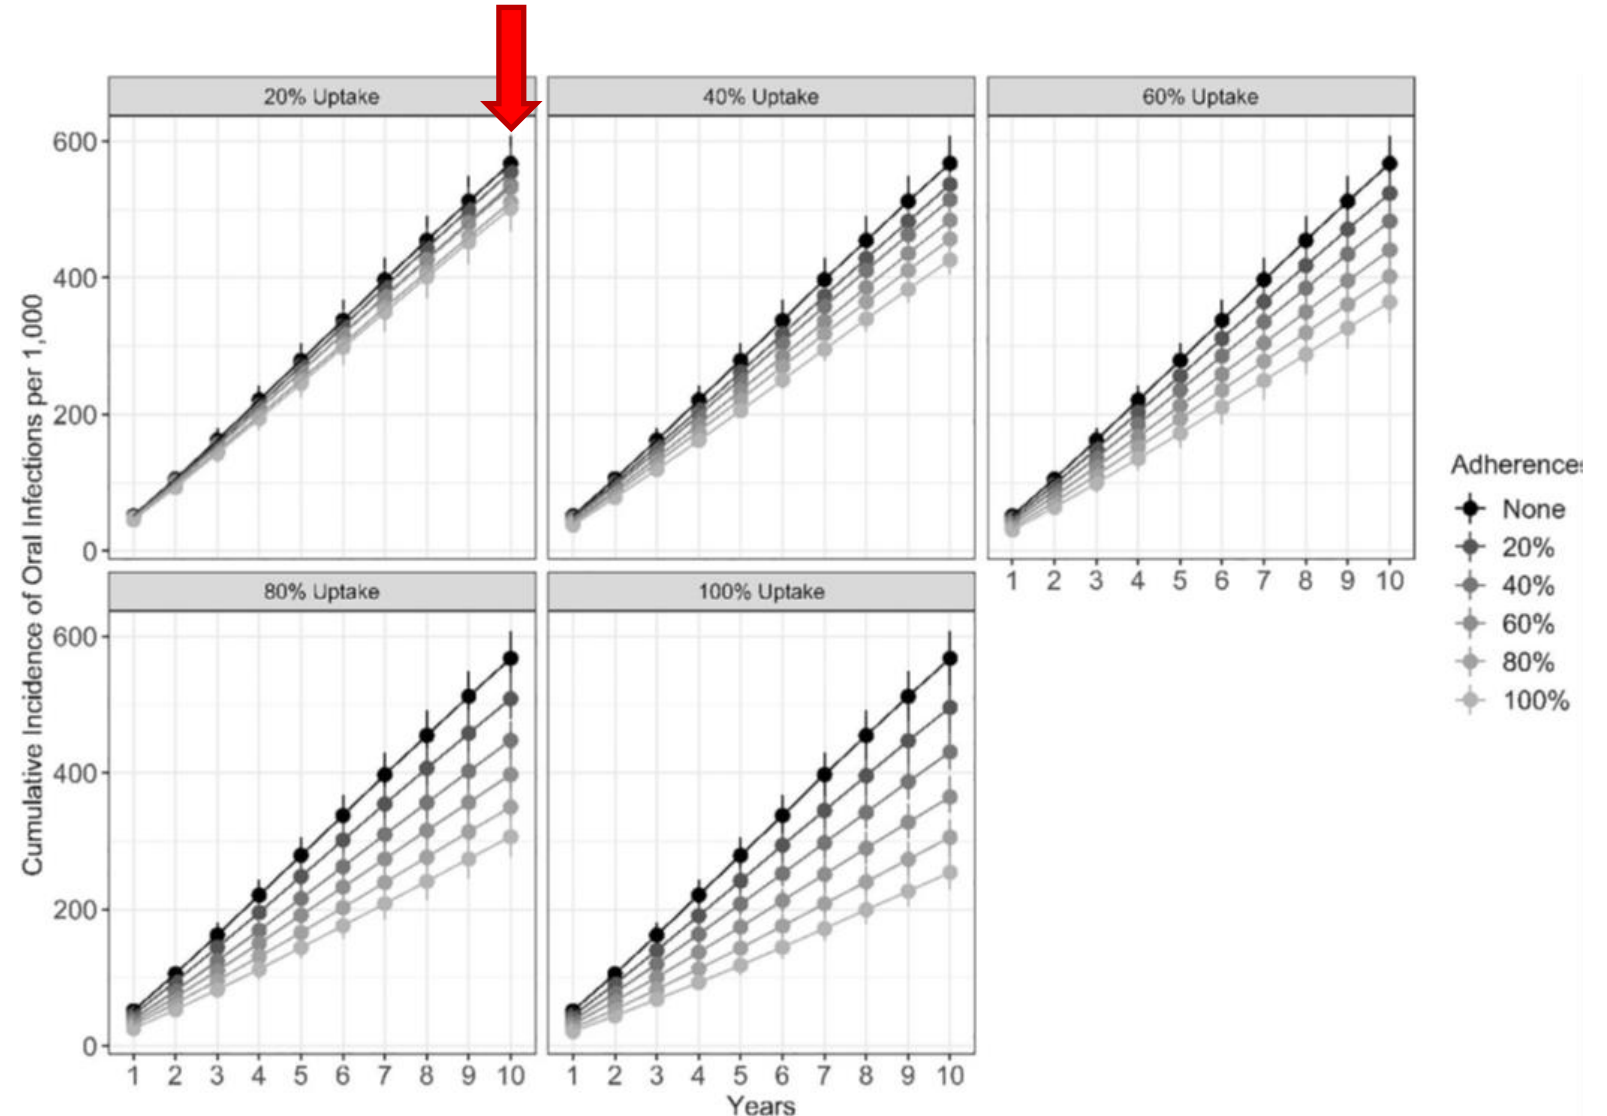 20% Uptake
40% Uptake
60% Uptake
600
400
200
0
1 2 3 4 5 6 7 8 9 10
80% Uptake
100% Uptake
600
400
200
0
1 2 3 4 5 6 7 8 9 10
1 2 3 4 5 6 7 8 9 10
Years
Cumulative Incidence of Oral Infections per 1,000
Adherences
None
20%
40%
60%
80%
100%